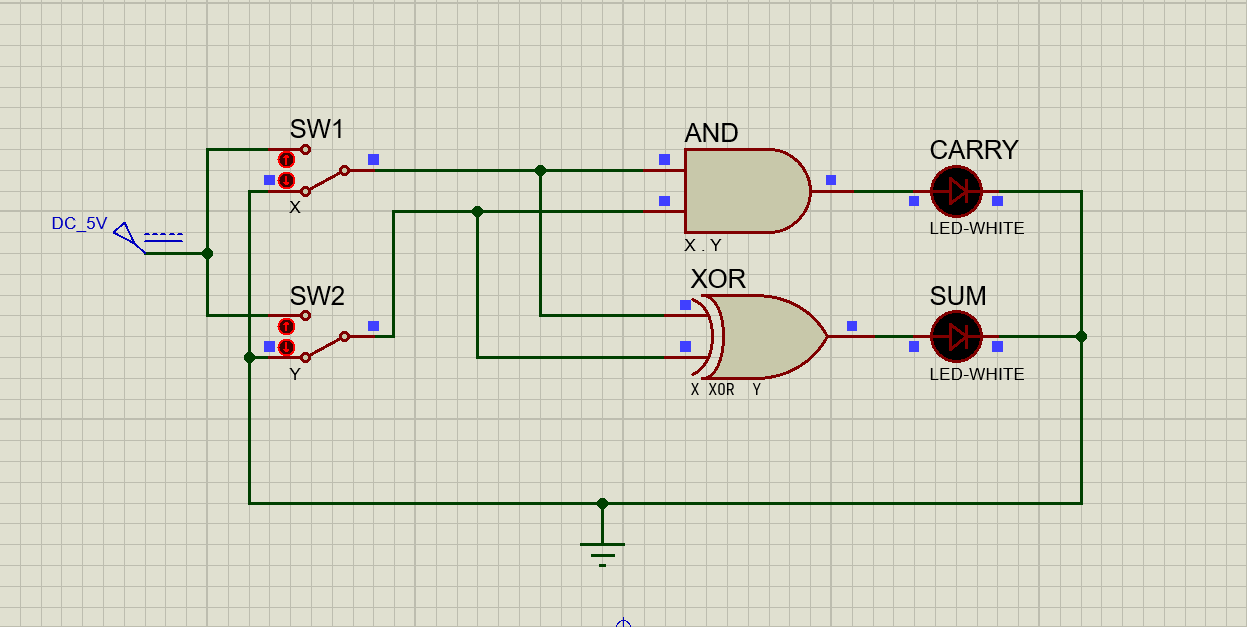 SW1
AND
CARRY
X
DC_5V
LED-WHITE
X . Y
XOR
SW2
SUM
Y
LED-WHITE
X XOR Y